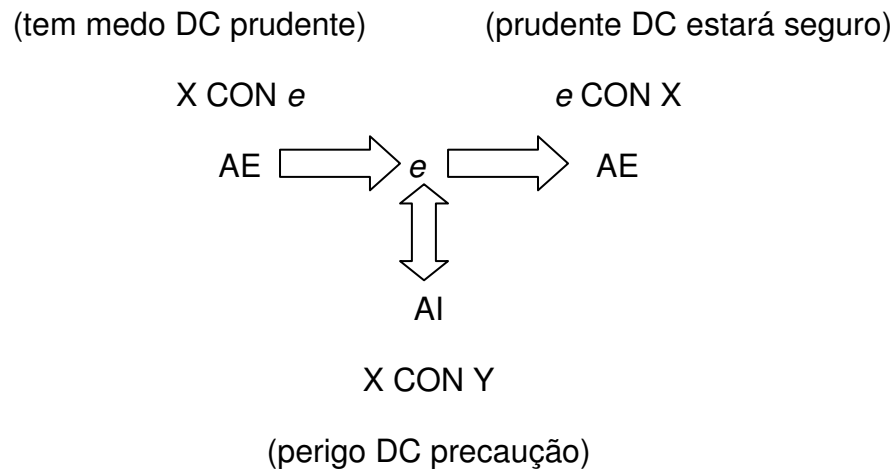 (tem medo DC prudente) (prudente DC estará seguro)
X CON e e CON X
AE e AE
AI
X CON Y
(perigo DC precaução)